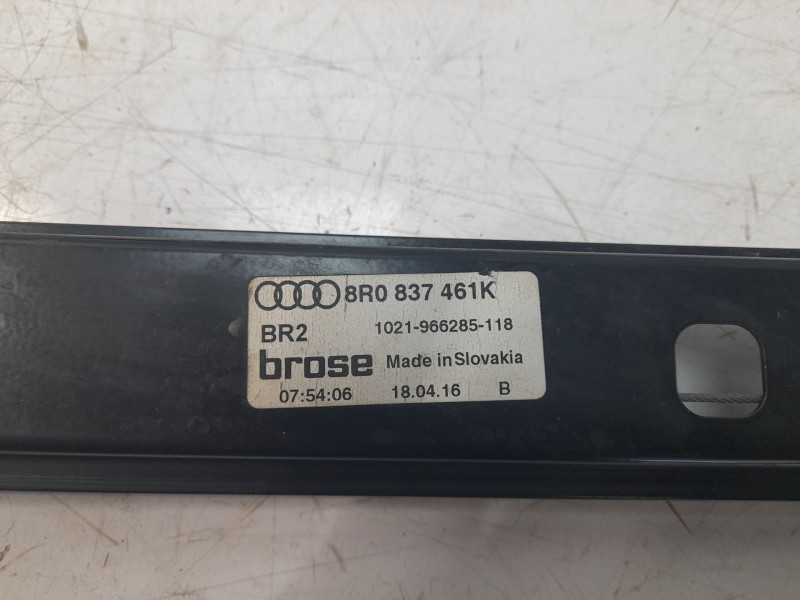 8R0 837 461K
BR2 1021-966285-118
brose Made in Slovakia
07:54:06 18.04.16 B